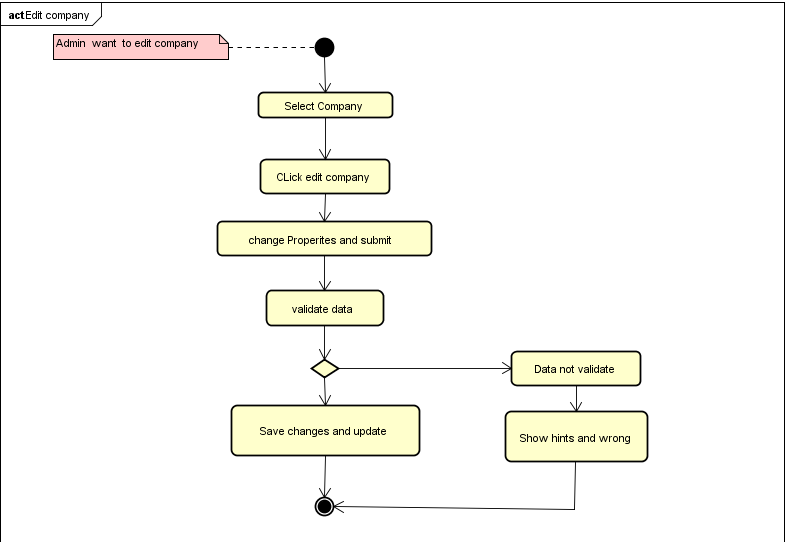 act Edit company
Admin want to edit company
Select Company
CLick edit company
change Properites and submit
validate data
Data not validate
Save changes and update
Show hints and wrong